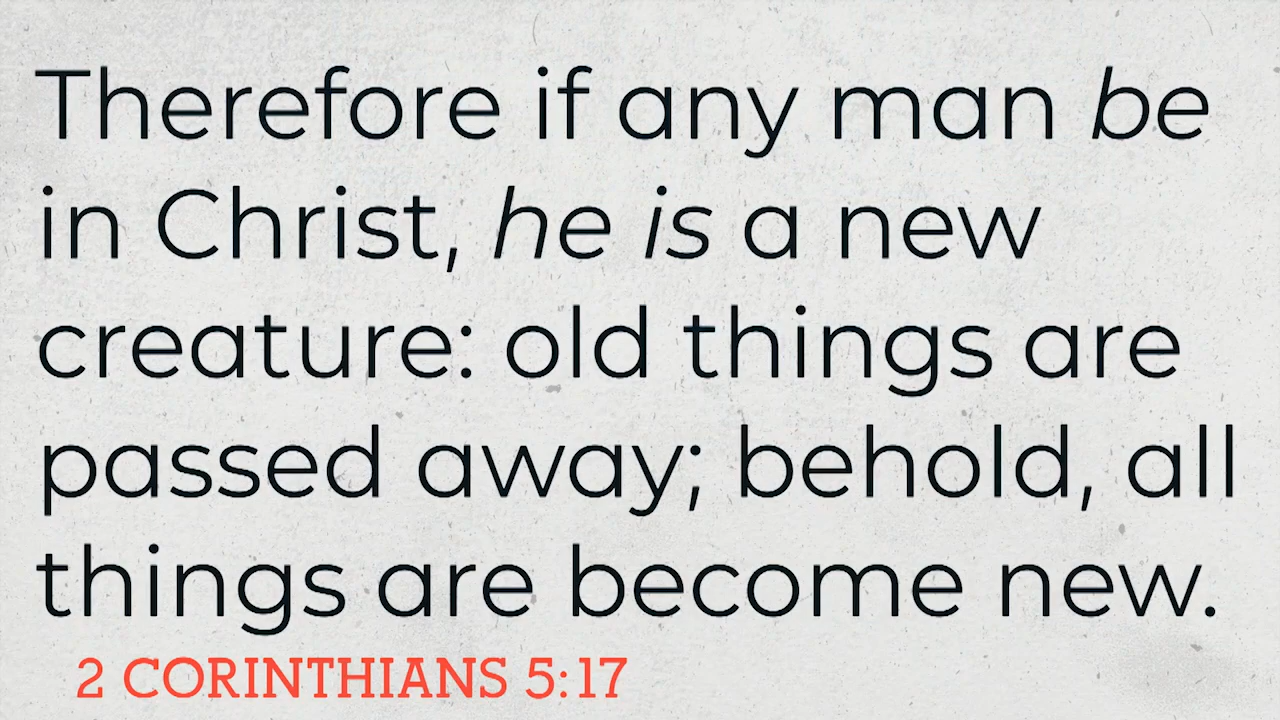 Therefore if any man be
in Christ, he is a new
creature: old things are
passed away; behold, all
things are become new.
2 CORINTHIANS 5:17